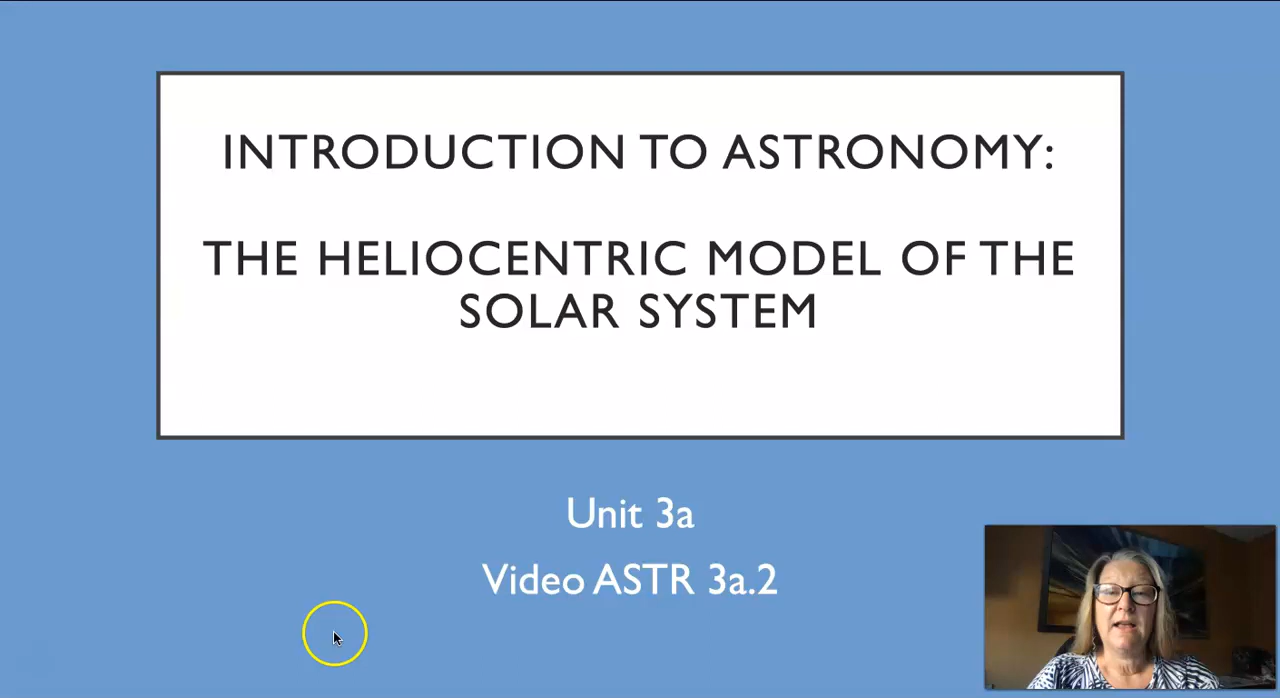 INTRODUCTION TO ASTRONOMY:
THE HELIOCENTRIC MODEL OF THE
SOLAR SYSTEM
Unit 3a
Video ASTR 3a.2